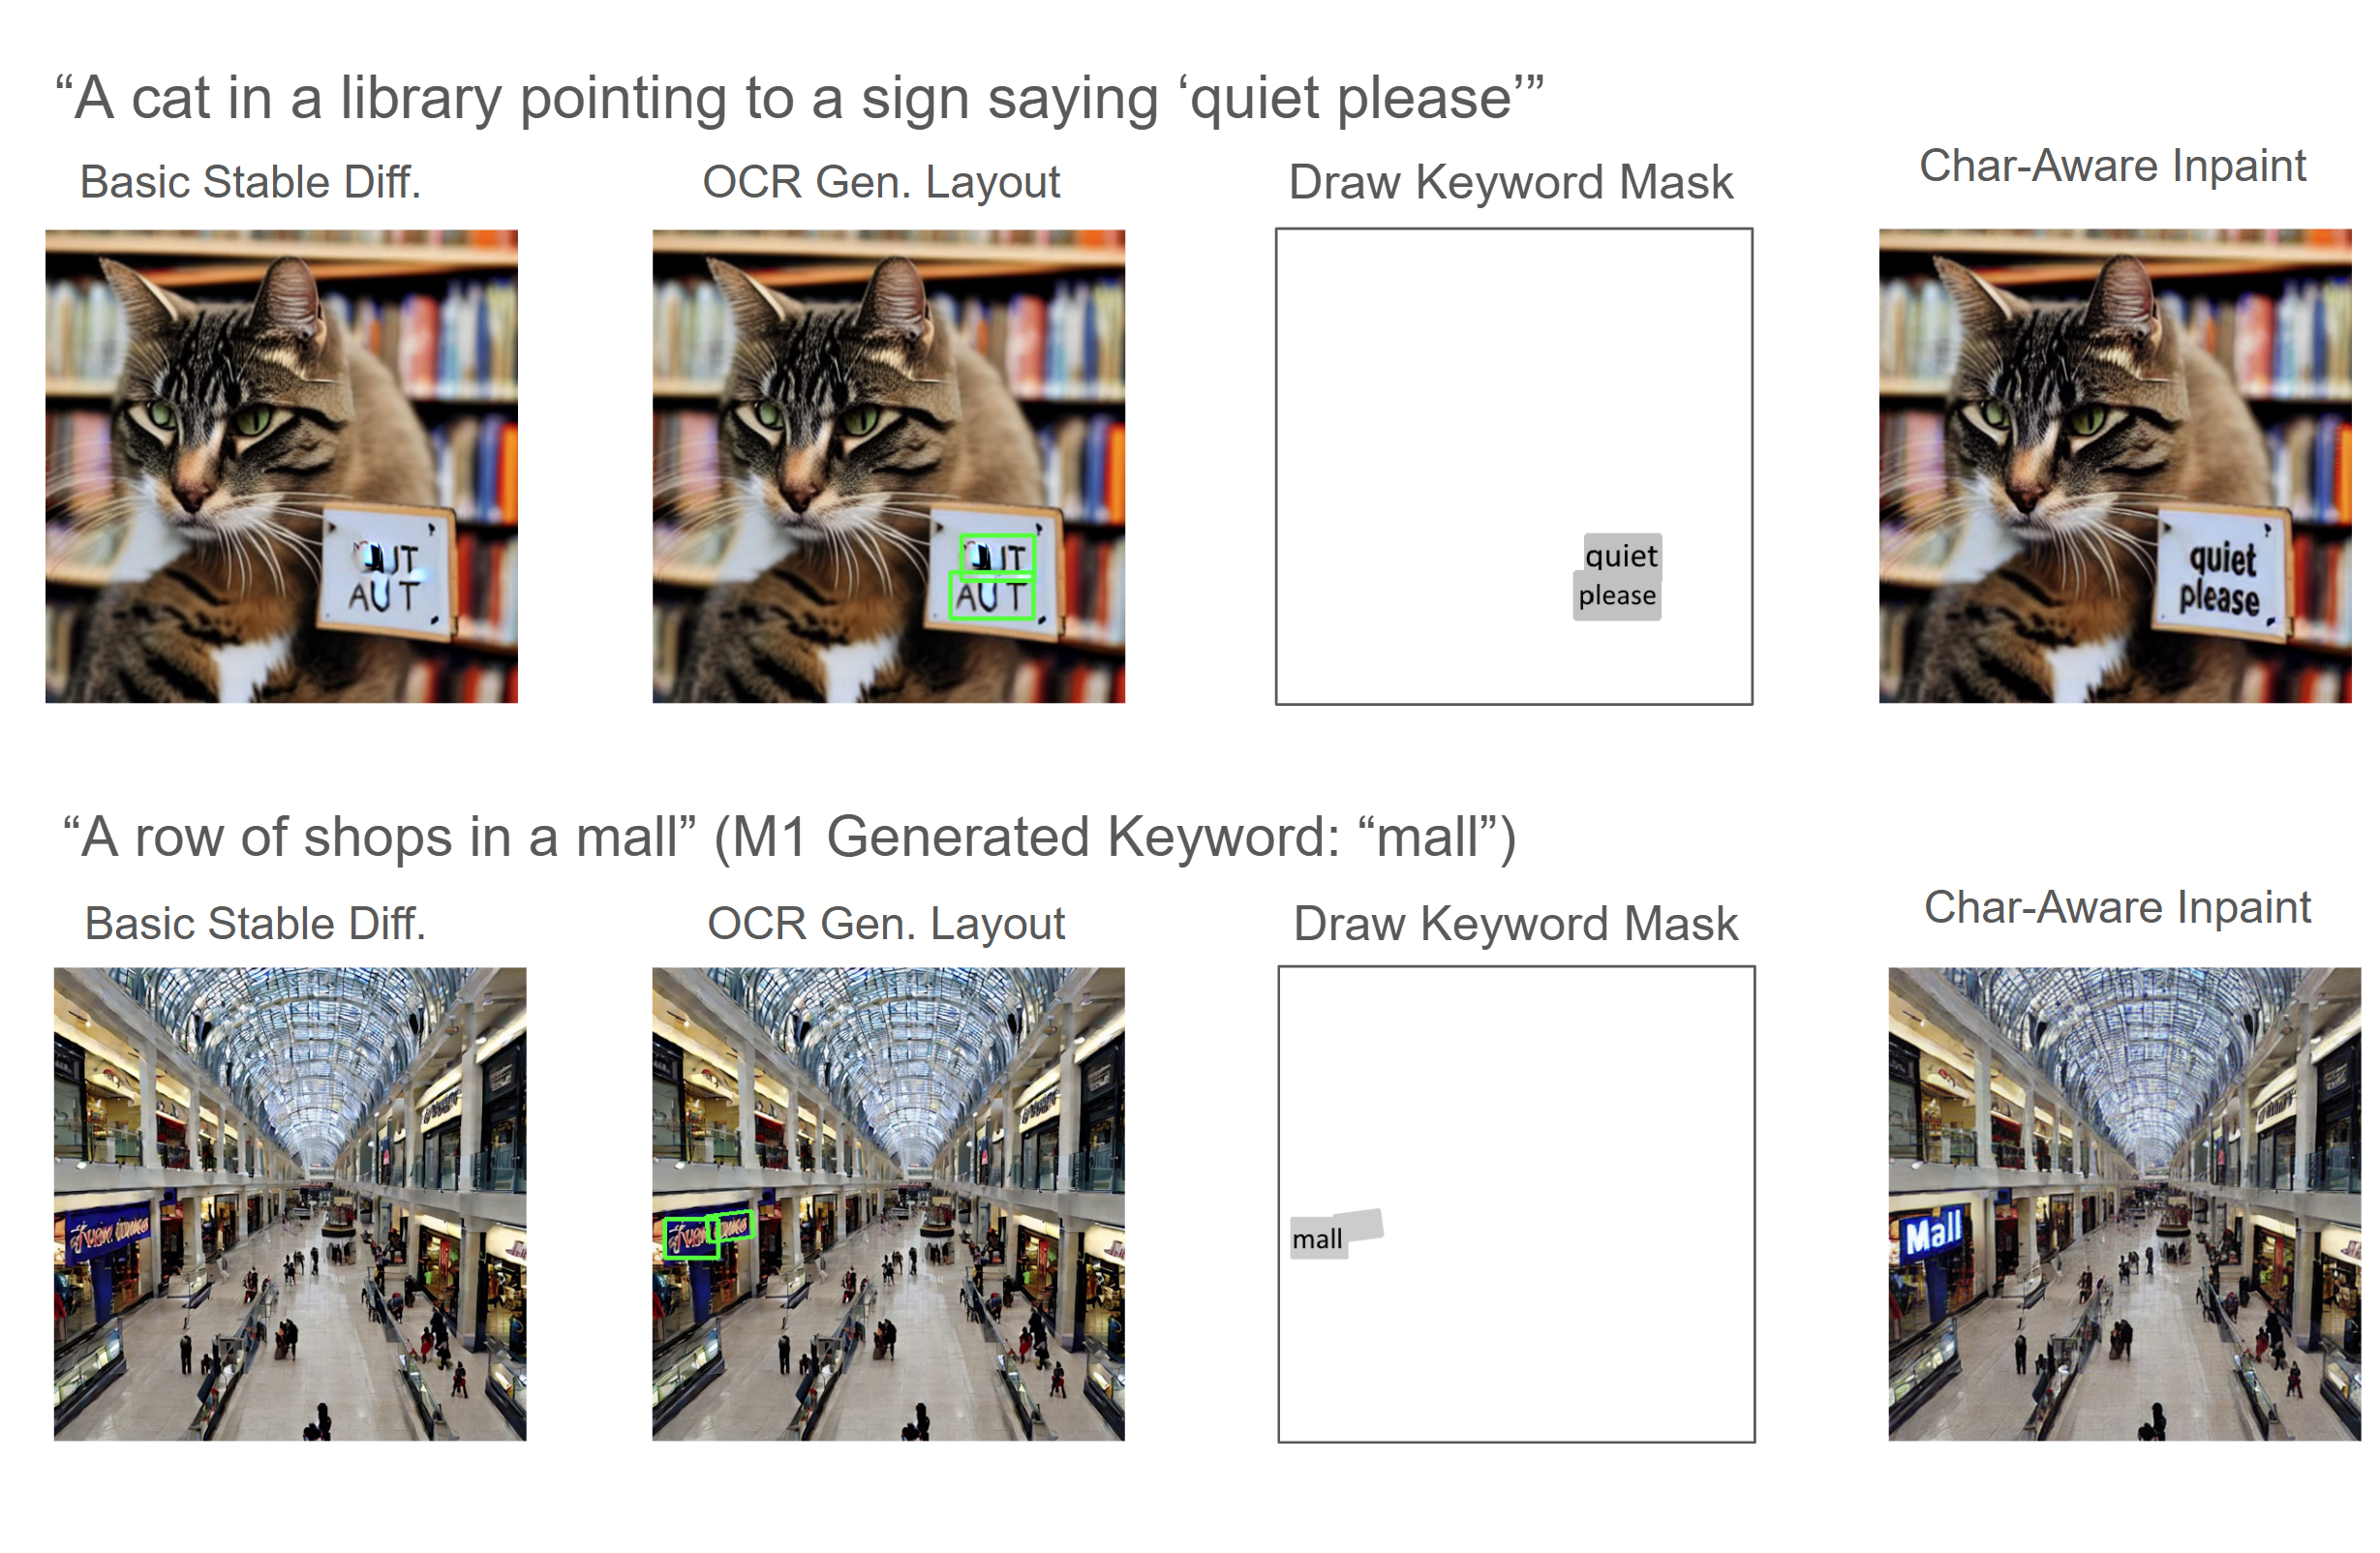 “A cat in a library pointing to a sign saying ‘quiet please’”
Basic Stable Diff.
OCR Gen. Layout
Draw Keyword Mask
Char-Aware Inpaint
UT
AUT
UT
AUT
quiet
please
quiet
please
“A row of shops in a mall” (M1 Generated Keyword: “mall”)
Basic Stable Diff.
OCR Gen. Layout
Draw Keyword Mask
Char-Aware Inpaint
mall
Mall